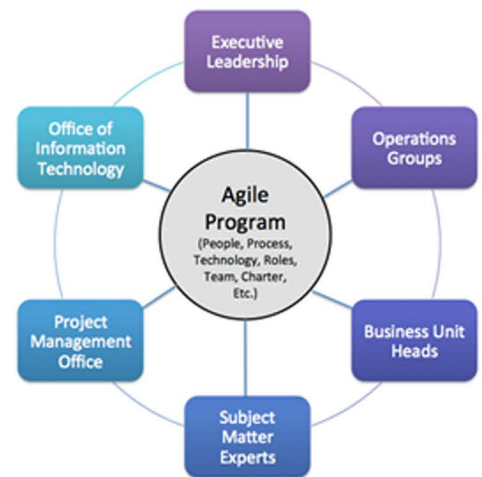 Executive
Leadership
Office of
Information
Technology
Operations
Groups
Agile
Program
(People, Process,
Technology, Roles,
Team, Charter,
Etc.)
Project
Management
Office
Business Unit
Heads
Subject
Matter
Experts